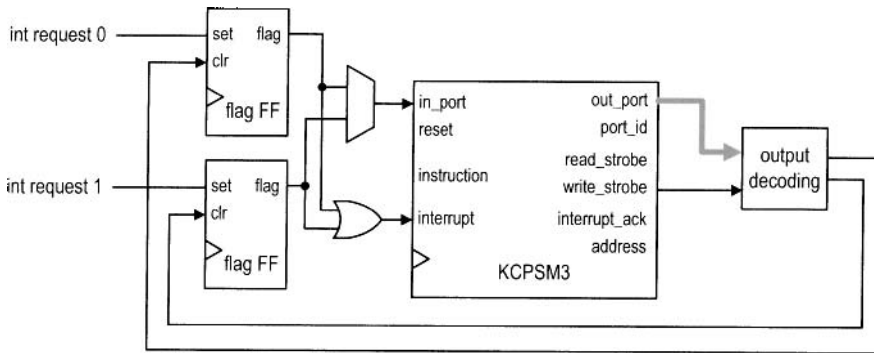 int request 0
set flag
clr
flag FF
int request 1
set flag
clr
flag FF
in_port
reset
instruction
interrupt
out_port
port_id
read_strobe
write_strobe
interrupt_ack
address
KCPSM3
output
decoding